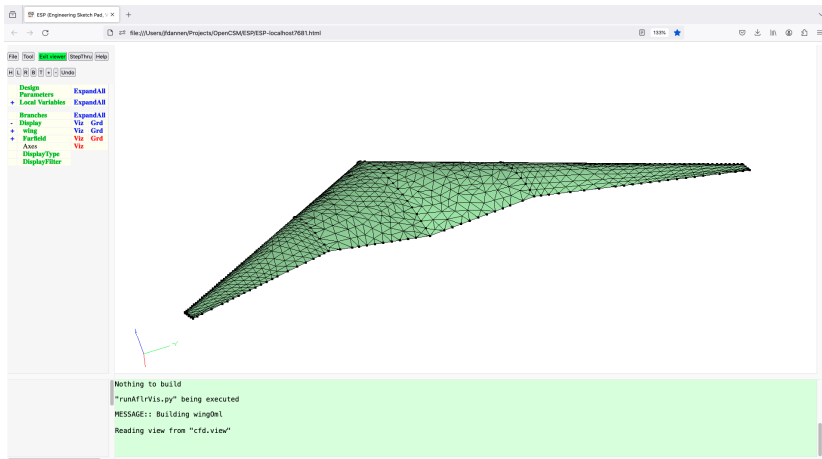 ESP (Engineering Sketch Pad, 
file:///Users/jfdannen/Projects/OpenCSM/ESP/ESP-localhost7681.html
133%
File Tool Exit viewer StepThru Help
H L R B T + - Undo
Design Parameters ExpandAll
+ Local Variables ExpandAll
Branches ExpandAll
- Display Viz Grd
+ wing Viz Grd
+ Farfield Viz Grd
Axes Viz
DisplayType
DisplayFilter
Nothing to build
"runAflrVis.py" being executed
MESSAGE:: Building wingOml
Reading view from "cfd.view"